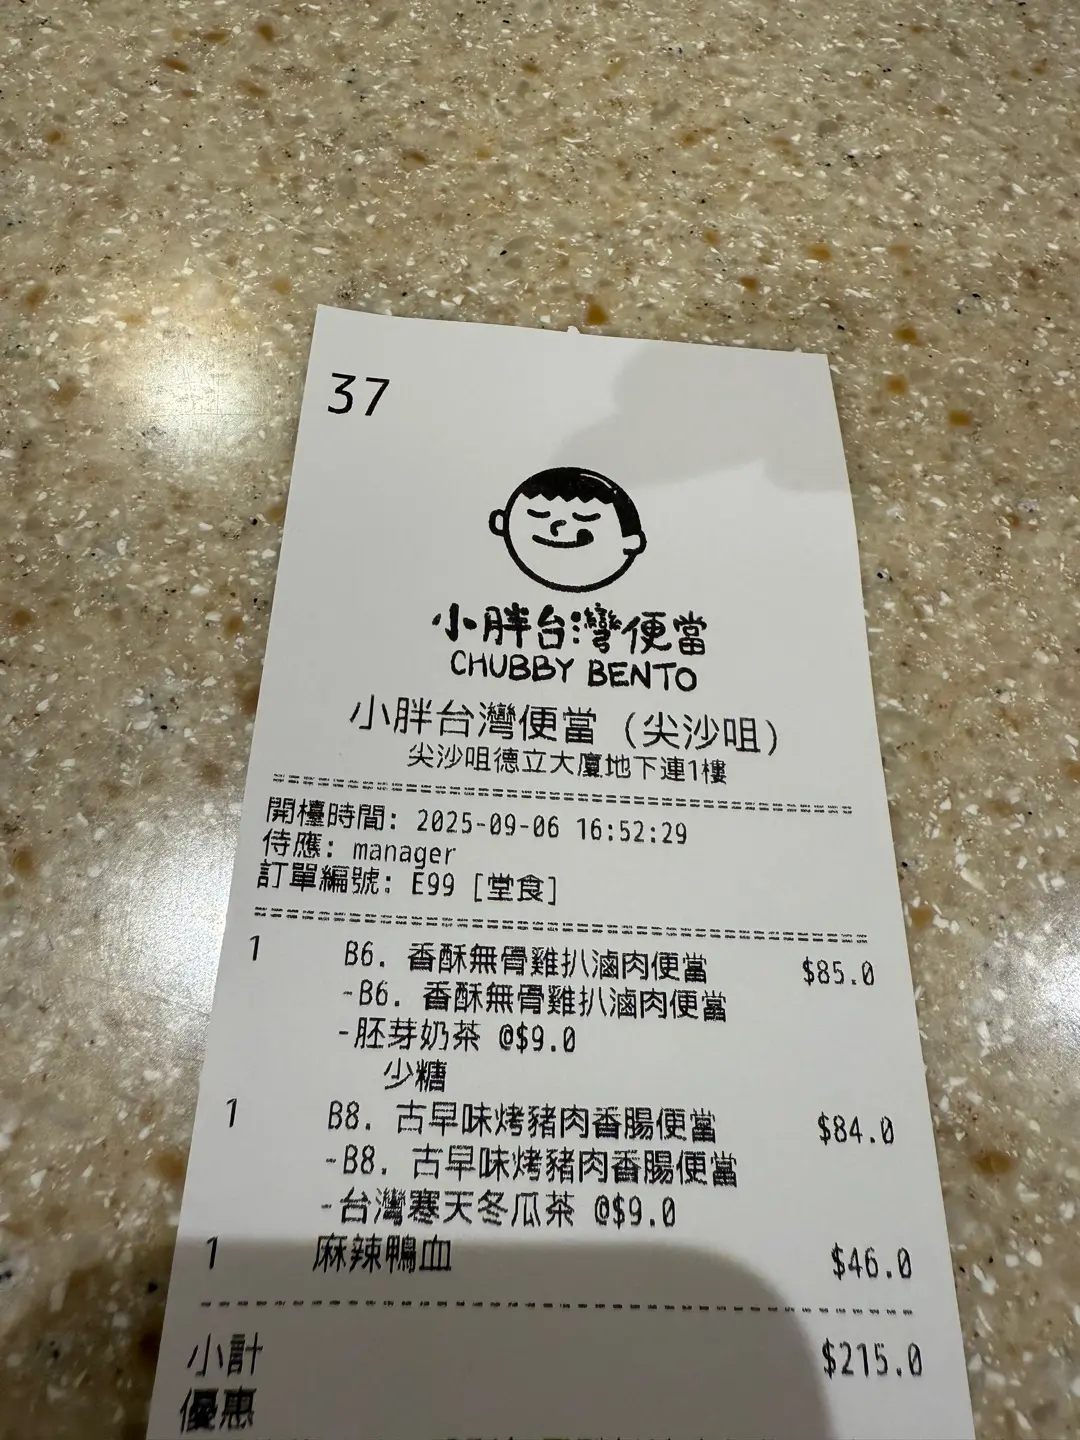 37
小胖台灣便當
CHUBBY BENTO
小胖台灣便當（尖沙咀）
尖沙咀德立大廈地下連1樓
開檯時間: 2025-09-06 16:52:29
侍應: manager
訂單編號: E99 [堂食]
1 B6. 香酥無骨雞扒滷肉便當 $85.0
-B6. 香酥無骨雞扒滷肉便當
-胚芽奶茶 @$9.0
少糖
1 B8. 古早味烤豬肉香腸便當 $84.0
-B8. 古早味烤豬肉香腸便當
-台灣寒天冬瓜茶 @$9.0
1 麻辣鴨血 $46.0
小計 $215.0
優惠